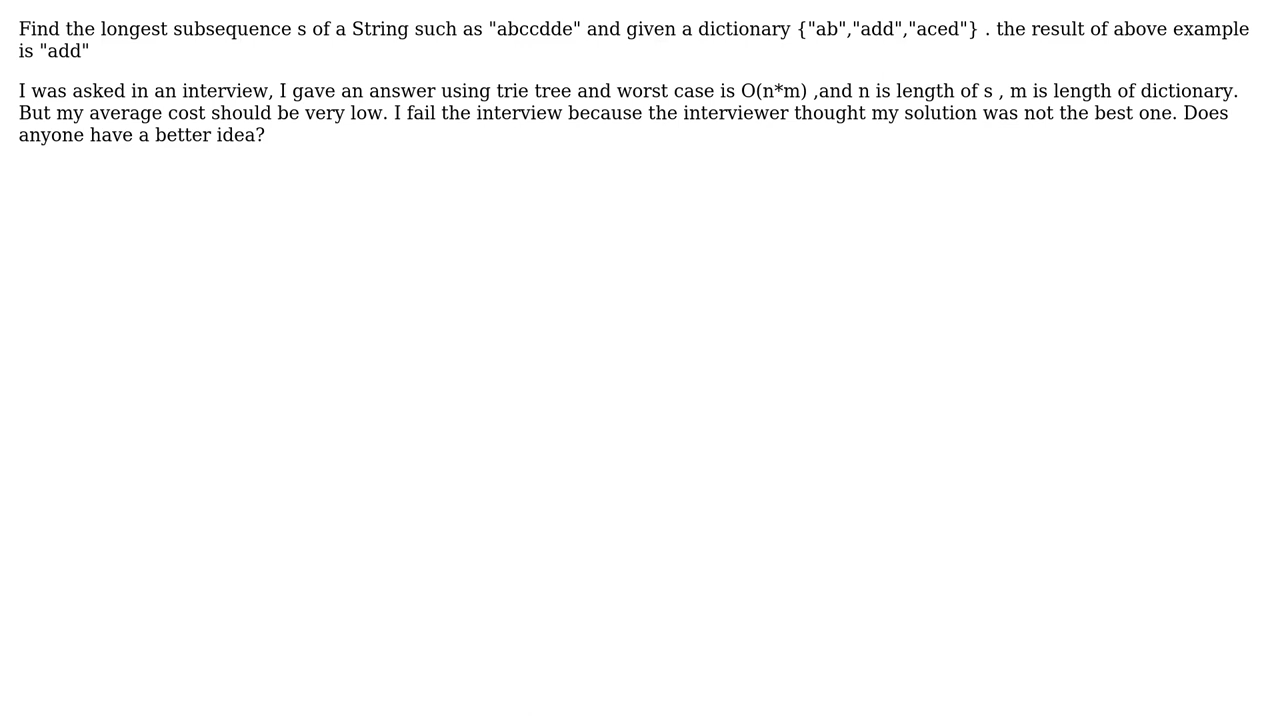 Find the longest subsequence s of a String such as "abccdde" and given a dictionary {"ab","add","aced"} . the result of above example
is "add"
I was asked in an interview, I gave an answer using trie tree and worst case is O(n*m) ,and n is length of s , m is length of dictionary.
But my average cost should be very low. I fail the interview because the interviewer thought my solution was not the best one. Does
anyone have a better idea?